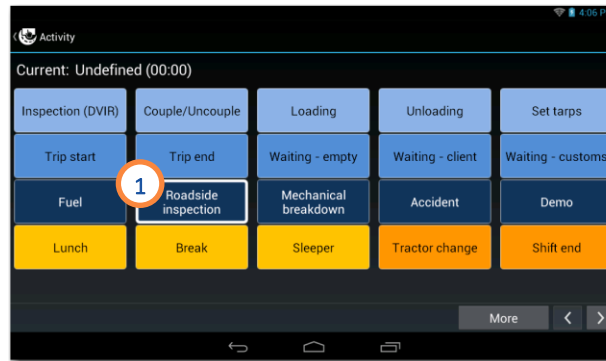 4:06 P
Activity
Current: Undefined (00:00)
Inspection (DVIR) Couple/Uncouple Loading Unloading Set tarps
Trip start Trip end Waiting - empty Waiting - client Waiting - customs
1
Fuel Roadside inspection Mechanical breakdown Accident Demo
Lunch Break Sleeper Tractor change Shift end
More